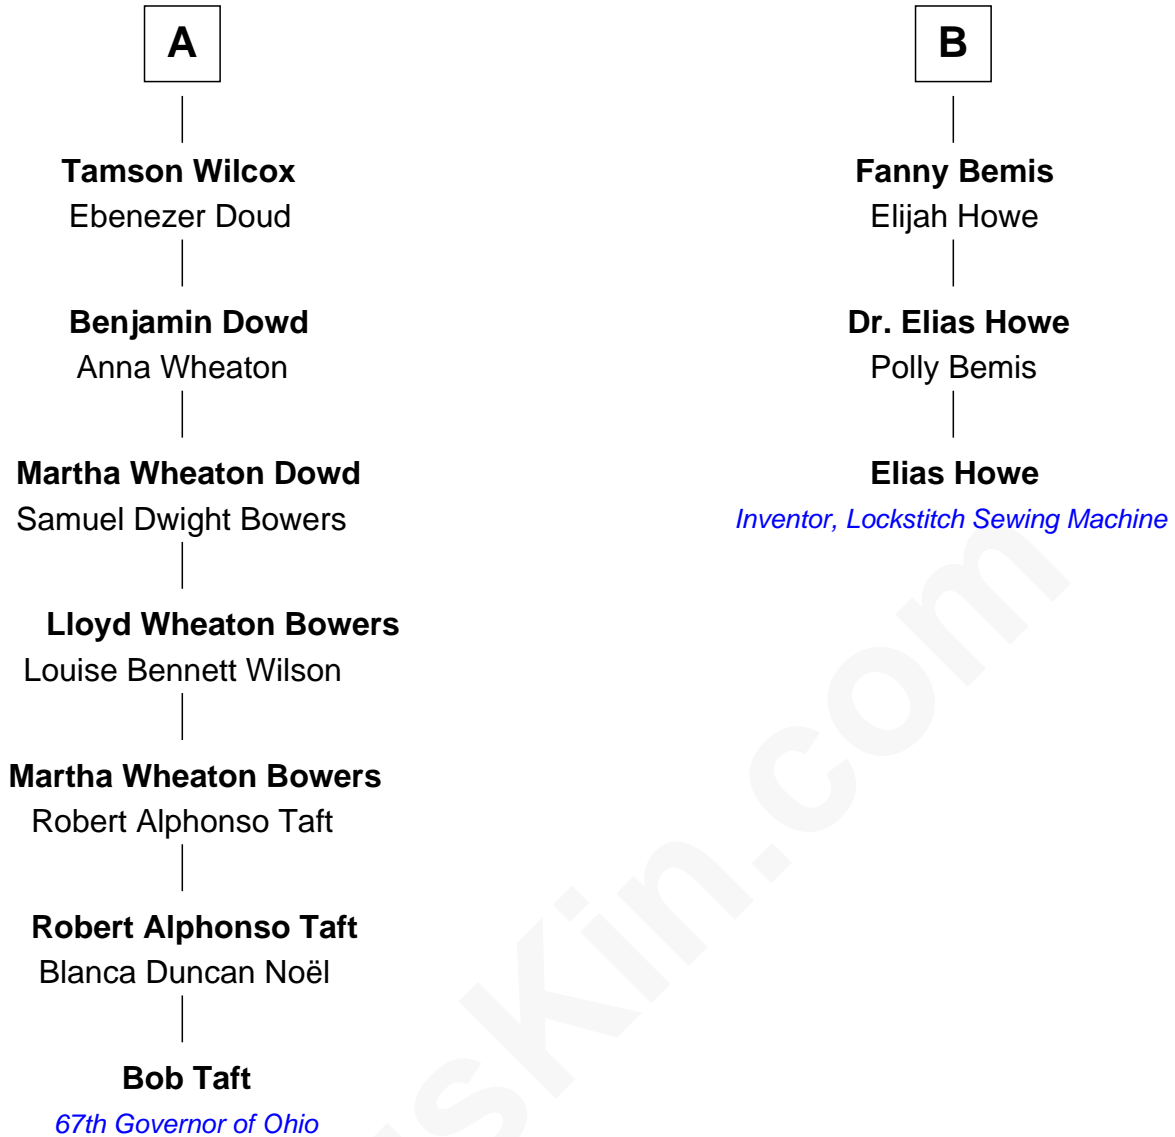 A
Tamson Wilcox
Ebenezer Doud
Benjamin Dowd
Anna Wheaton
Martha Wheaton Dowd
Samuel Dwight Bowers
Lloyd Wheaton Bowers
Louise Bennett Wilson
Martha Wheaton Bowers
Robert Alphonso Taft
Robert Alphonso Taft
Blanca Duncan Noël
Bob Taft
67th Governor of Ohio
B
Fanny Bemis
Elijah Howe
Dr. Elias Howe
Polly Bemis
Elias Howe
Inventor, Lockstitch Sewing Machine